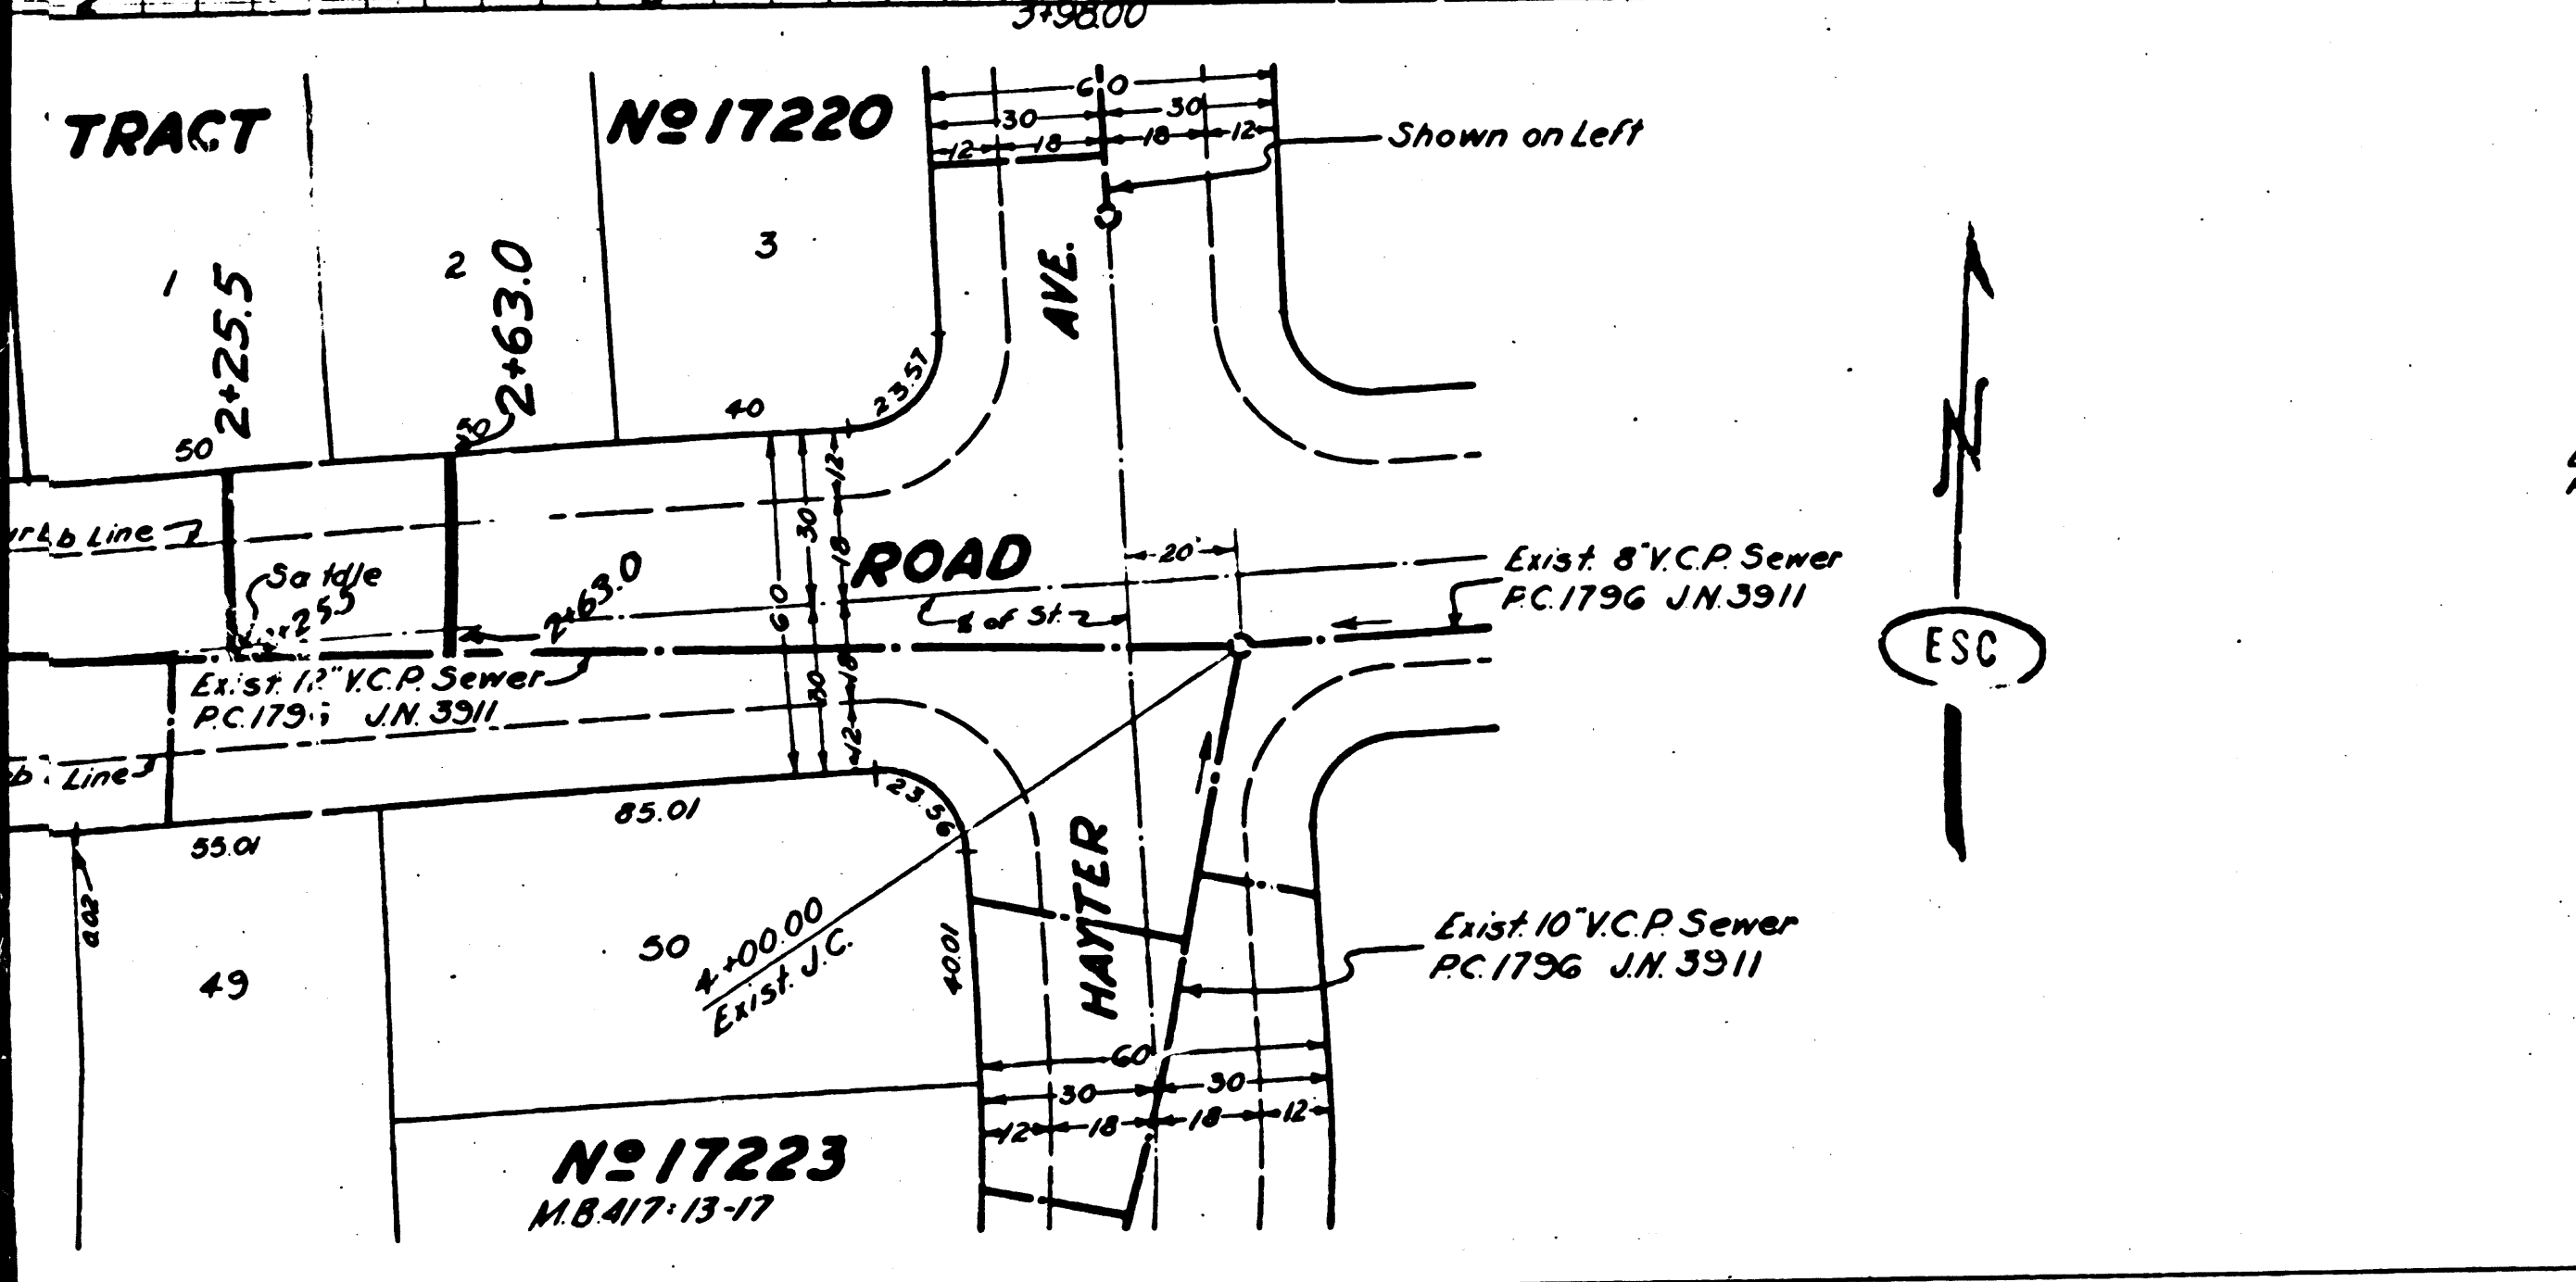 3+98.00
TRACT
Nº 17220
60
30
30
12
18
18
12
Shown on Left
1
2+25.5
2
2+63.0
3
AVE.
23.57
40
50
50
12
30
18
60
b Line
Saddle
2+63.0
ROAD
20'
Exist. 8" V.C.P. Sewer
P.C. 1796 J.N. 3911
℄ of St.
Exist. 12" V.C.P. Sewer
J.N. 3911
18
30
12
Line
ESC
55.01
85.01
23.56
49
50
4+00.00
Exist. J.C.
40.01
HAYTER
Exist. 10" V.C.P. Sewer
P.C. 1796 J.N. 3911
60
30
30
12
18
18
12
Nº 17223
M.B. 417:13-17
N